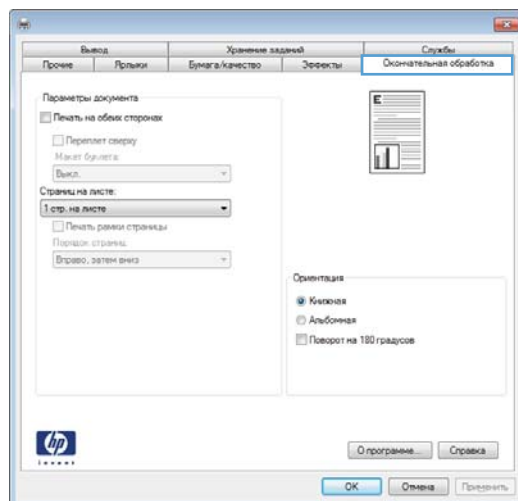 Вывод
Хранение заданий
Службы
Прочие
Ярлыки
Бумага/качество
Эффекты
Окончательная обработка
Параметры документа
Печать на обеих сторонах
Переплет сверху
Макет буклета:
Выкл.
Страниц на листе:
1 стр. на листе
Печать рамки страницы
Порядок страниц:
Вправо, затем вниз
E
Ориентация
Книжная
Альбомная
Поворот на 180 градусов
hp
invent
О программе...
Справка
OK
Отмена
Применить